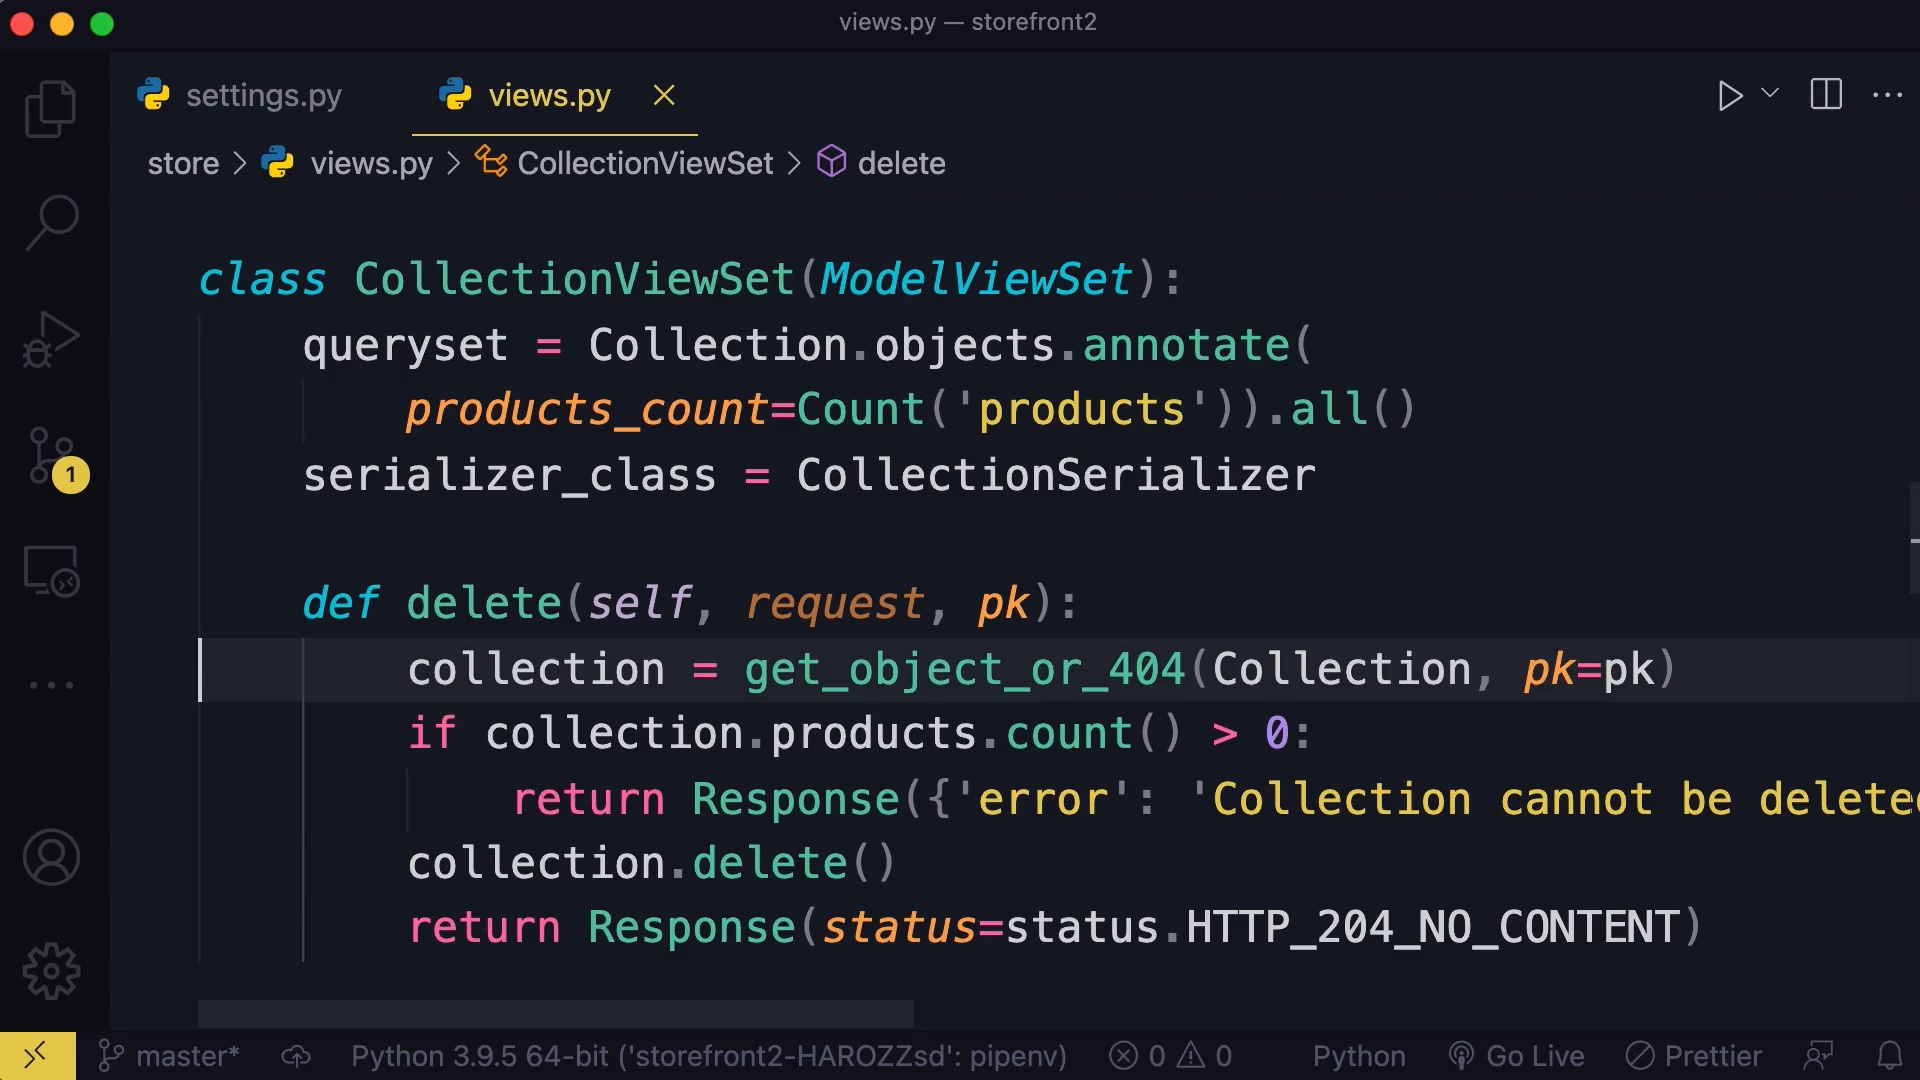 views.py — storefront2
settings.py
views.py
store > views.py > CollectionViewSet > delete
class CollectionViewSet(ModelViewSet):
queryset = Collection.objects.annotate(
products_count=Count('products')).all()
serializer_class = CollectionSerializer
def delete(self, request, pk):
collection = get_object_or_404(Collection, pk=pk)
if collection.products.count() > 0:
return Response({'error': 'Collection cannot be deleted
collection.delete()
return Response(status=status.HTTP_204_NO_CONTENT)
1
master* Python 3.9.5 64-bit ('storefront2-HAROZZsd': pipenv) 0 0 Python Go Live Prettier